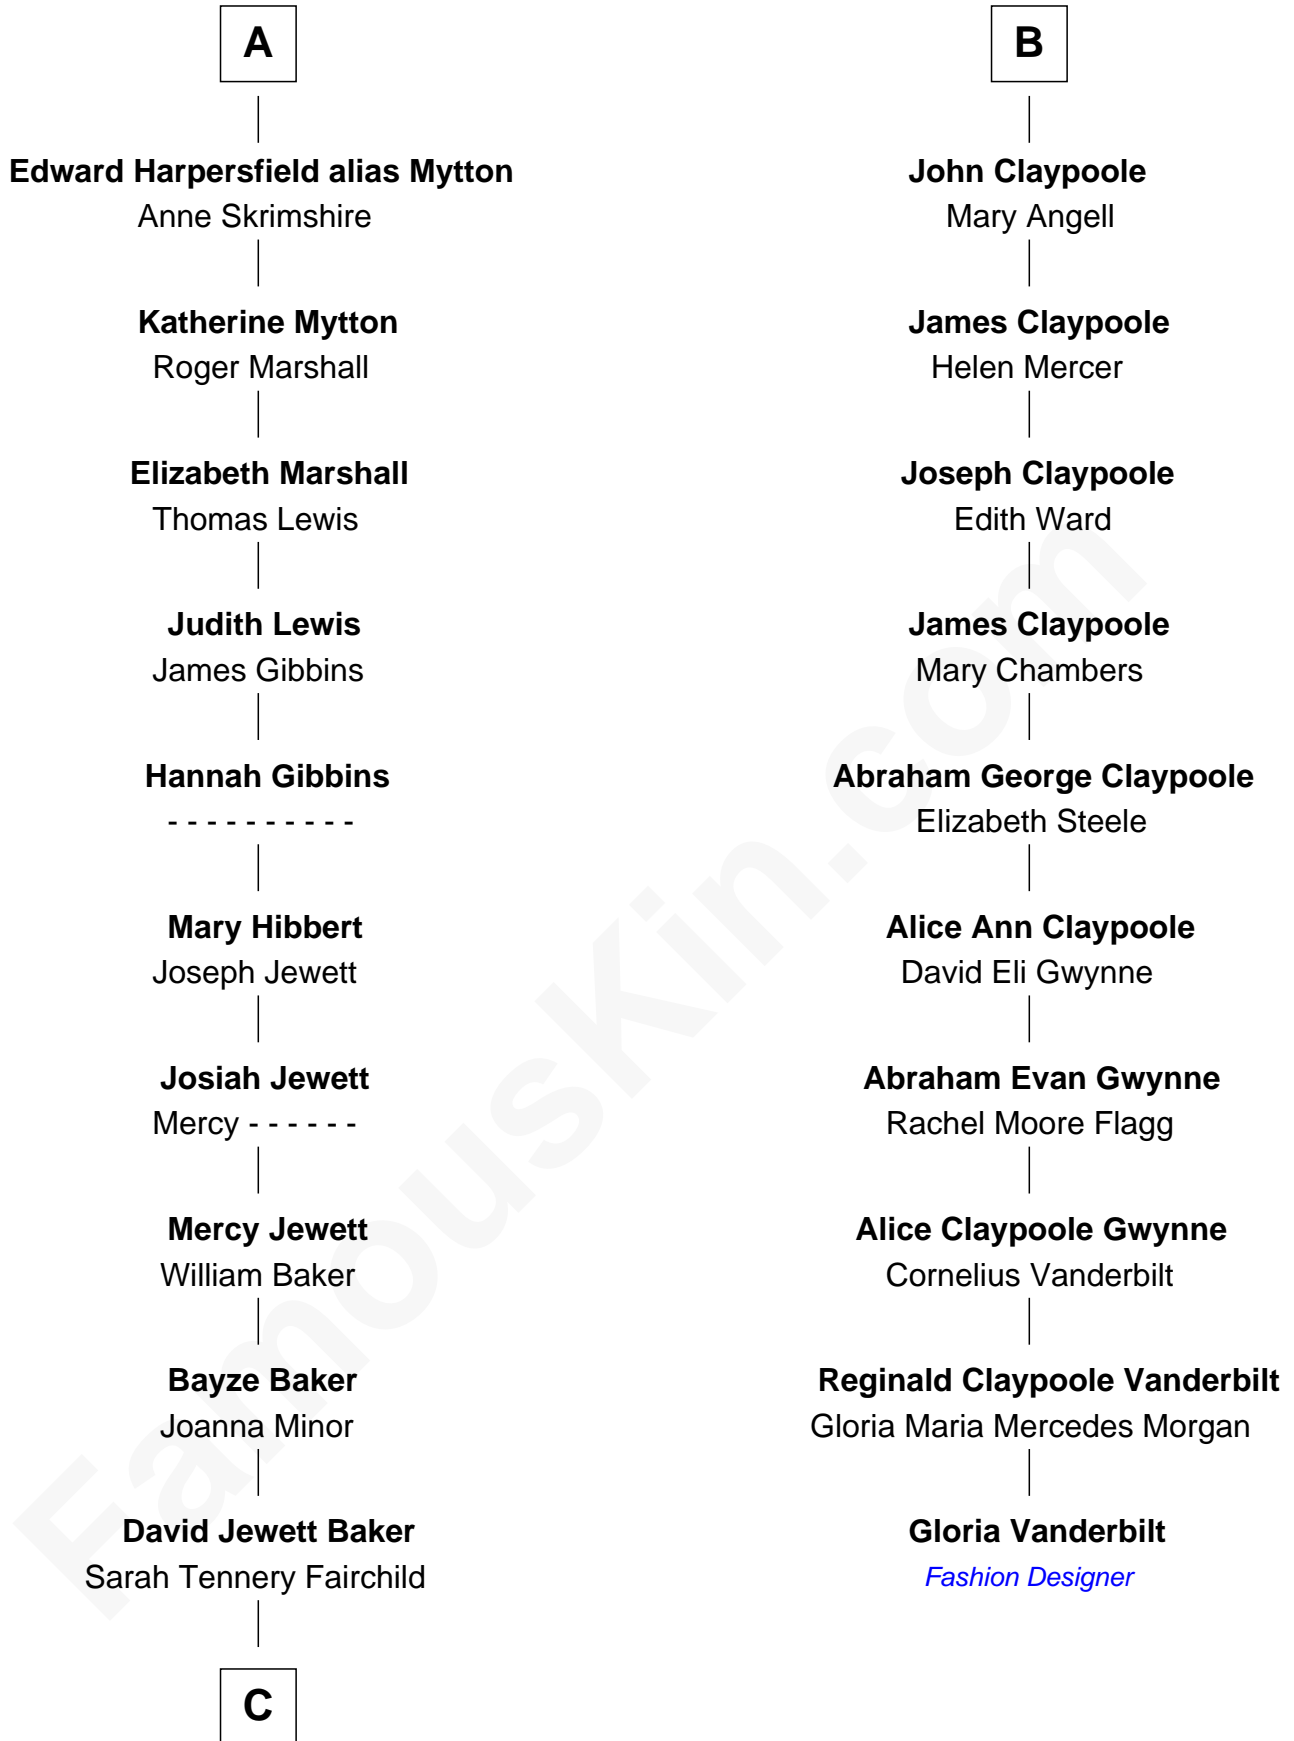 A
Edward Harpersfield alias Mytton
Anne Skrimshire
Katherine Mytton
Roger Marshall
Elizabeth Marshall
Thomas Lewis
Judith Lewis
James Gibbins
Hannah Gibbins
- - - - - - - - - -
Mary Hibbert
Joseph Jewett
Josiah Jewett
Mercy - - - - - -
Mercy Jewett
William Baker
Bayze Baker
Joanna Minor
David Jewett Baker
Sarah Tennery Fairchild
C
B
John Claypoole
Mary Angell
James Claypoole
Helen Mercer
Joseph Claypoole
Edith Ward
James Claypoole
Mary Chambers
Abraham George Claypoole
Elizabeth Steele
Alice Ann Claypoole
David Eli Gwynne
Abraham Evan Gwynne
Rachel Moore Flagg
Alice Claypoole Gwynne
Cornelius Vanderbilt
Reginald Claypoole Vanderbilt
Gloria Maria Mercedes Morgan
Gloria Vanderbilt
Fashion Designer
FamousKin.com